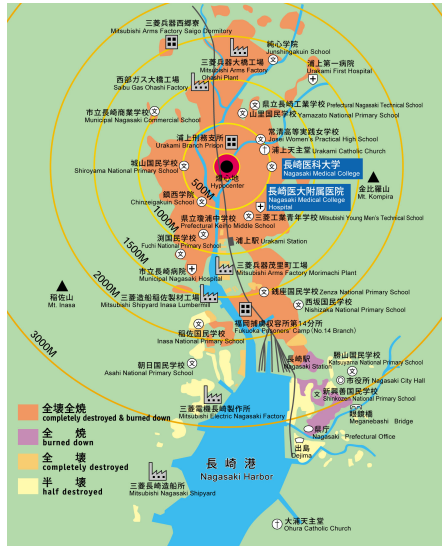 三菱兵器西郷寮
Mitsubishi Arms Factory Saigo Dormitory
純心学院
Junshingakuin School
三菱兵器大橋工場
Mitsubishi Arms Factory
Ohashi Plant
浦上第一病院
Urakami First Hospital
西部ガス大橋工場
Saibu Gas Ohashi Factory
県立長崎工業学校 Prefectural Nagasaki Technical School
市立長崎商業学校
Municipal Nagasaki Commercial School
山里国民学校 Yamazato National Primary School
浦上刑務支所
Urakami Branch Prison
常清高等実践女学校
Josei Women's Practical High School
浦上天主堂 Urakami Catholic Church
城山国民学校
Shiroyama National Primary School
長崎医科大学
Nagasaki Medical College
爆心地
Hypocenter
金比羅山
Mt. Kompira
鎮西学院
Chinzeigakuin School
500M
長崎医大附属医院
Nagasaki Medical College
Hospital
1000M
県立瓊浦中学校
Prefectural Keiho Middle School
三菱工業青年学校 Mitsubishi Young Men's Technical School
渕国民学校
Fuchi National Primary School
1500M
浦上駅 Urakami Station
市立長崎病院
Municipal Nagasaki Hospital
三菱兵器茂里町工場
Mitsubishi Arms Factory Morimachi Plant
2000M
稲佐山
Mt. Inasa
三菱造船稲佐製材工場
Mitsubishi Shipyard Inasa Lumbermill
銭座国民学校 Zenza National Primary School
西坂国民学校
Nishizaka National Primary School
3000M
福岡捕虜収容所第14分所
Fukuoka Prisoners' Camp (No.14 Branch)
稲佐国民学校
Inasa National Primary School
長崎駅
Nagasaki Station
勝山国民学校
Katsuyama National Primary School
朝日国民学校
Asahi National Primary School
市役所 Nagasaki City Hall
新興善国民学校
Shinkozen National Primary School
三菱電機長崎製作所
Mitsubishi Electric Nagasaki Factory
眼鏡橋
Meganebashi Bridge
県庁
Nagasaki Prefectural Office
出島
Dejima
全壊全焼
completely destroyed & burned down
全焼
burned down
全壊
completely destroyed
半壊
half destroyed
長崎港
Nagasaki Harbor
三菱長崎造船所
Mitsubishi Nagasaki Shipyard
大浦天主堂
Ohura Catholic Church